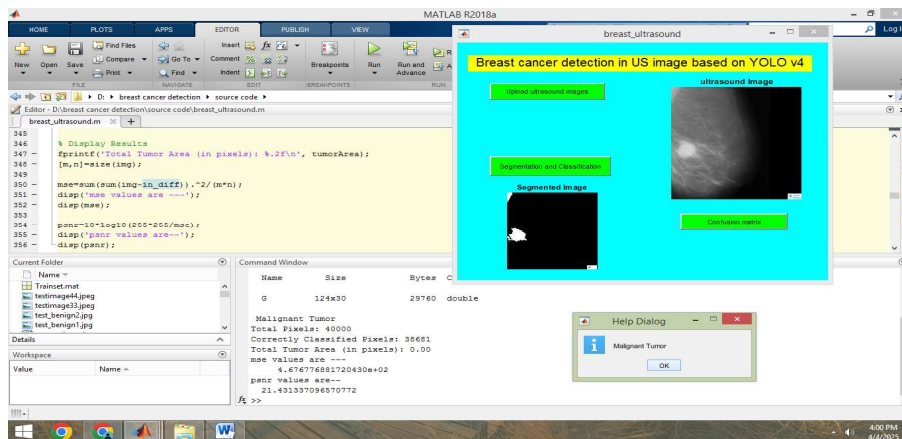 MATLAB R2018a
HOME PLOTS APPS EDITOR PUBLISH VIEW
Log I
New Open Save Find Files Compare Print
Go To Find
Insert Comment Indent
Breakpoints Run Run and Advance
FILE NAVIGATE EDIT BREAKPOINTS RUN
D: breast cancer detection source code
Editor - D:\breast cancer detection\source code\breast_ultrasound.m
breast_ultrasound.m
345
346 % Display Results
347 fprintf('Total Tumor Area (in pixels): %.2f\n', tumorArea);
348 [m,n]=size(img);
349
350 mse=sum(sum(img-in_diff)).^2/(m*n);
351 disp('mse values are ---');
352 disp(mse);
353
354 psnr=10*log10(255*255/mse);
355 disp('psnr values are--');
356 disp(psnr);
breast_ultrasound
Breast cancer detection in US image based on YOLO v4
Upload ultrasound images
ultrasound Image
Segmentation and Classification
Segmented Image
Confusion matrix
Current Folder
Name
Trainset.mat
testimage44.jpeg
testimage33.jpeg
test_benign2.jpg
test_benign1.jpg
Details
Workspace
Value Name
Command Window
Name Size Bytes C
G 124x30 29760 double
Malignant Tumor
Total Pixels: 40000
Correctly Classified Pixels: 38681
Total Tumor Area (in pixels): 0.00
mse values are ---
4.676776881720430e+02
psnr values are--
21.431337096570772
fx >>
Help Dialog
Malignant Tumor
OK
4:00 PM
4/4/2025